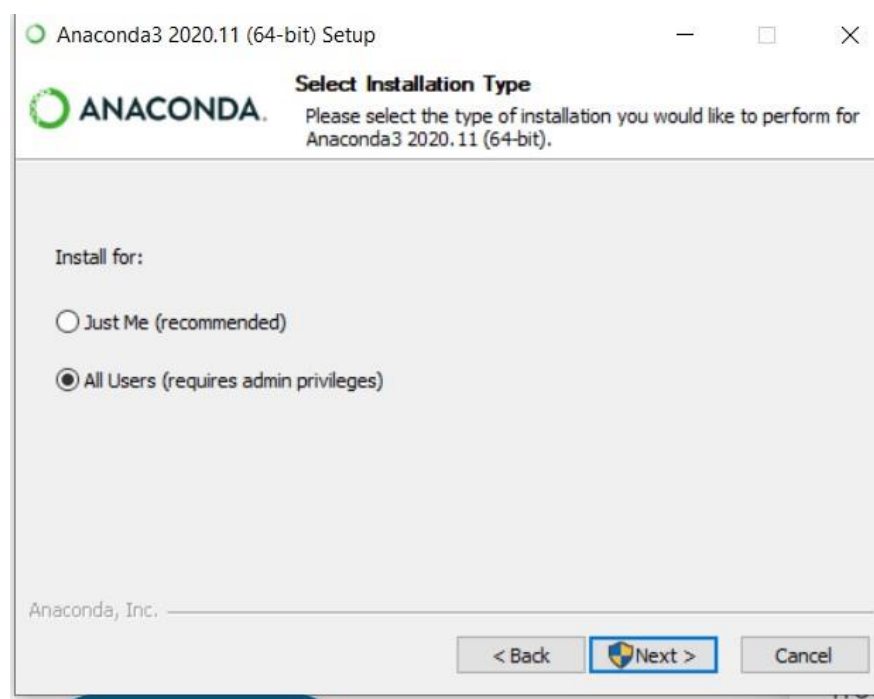 Anaconda3 2020.11 (64-bit) Setup
ANACONDA.
Select Installation Type
Please select the type of installation you would like to perform for
Anaconda3 2020.11 (64-bit).
Install for:
Just Me (recommended)
All Users (requires admin privileges)
Anaconda, Inc.
< Back
Next >
Cancel